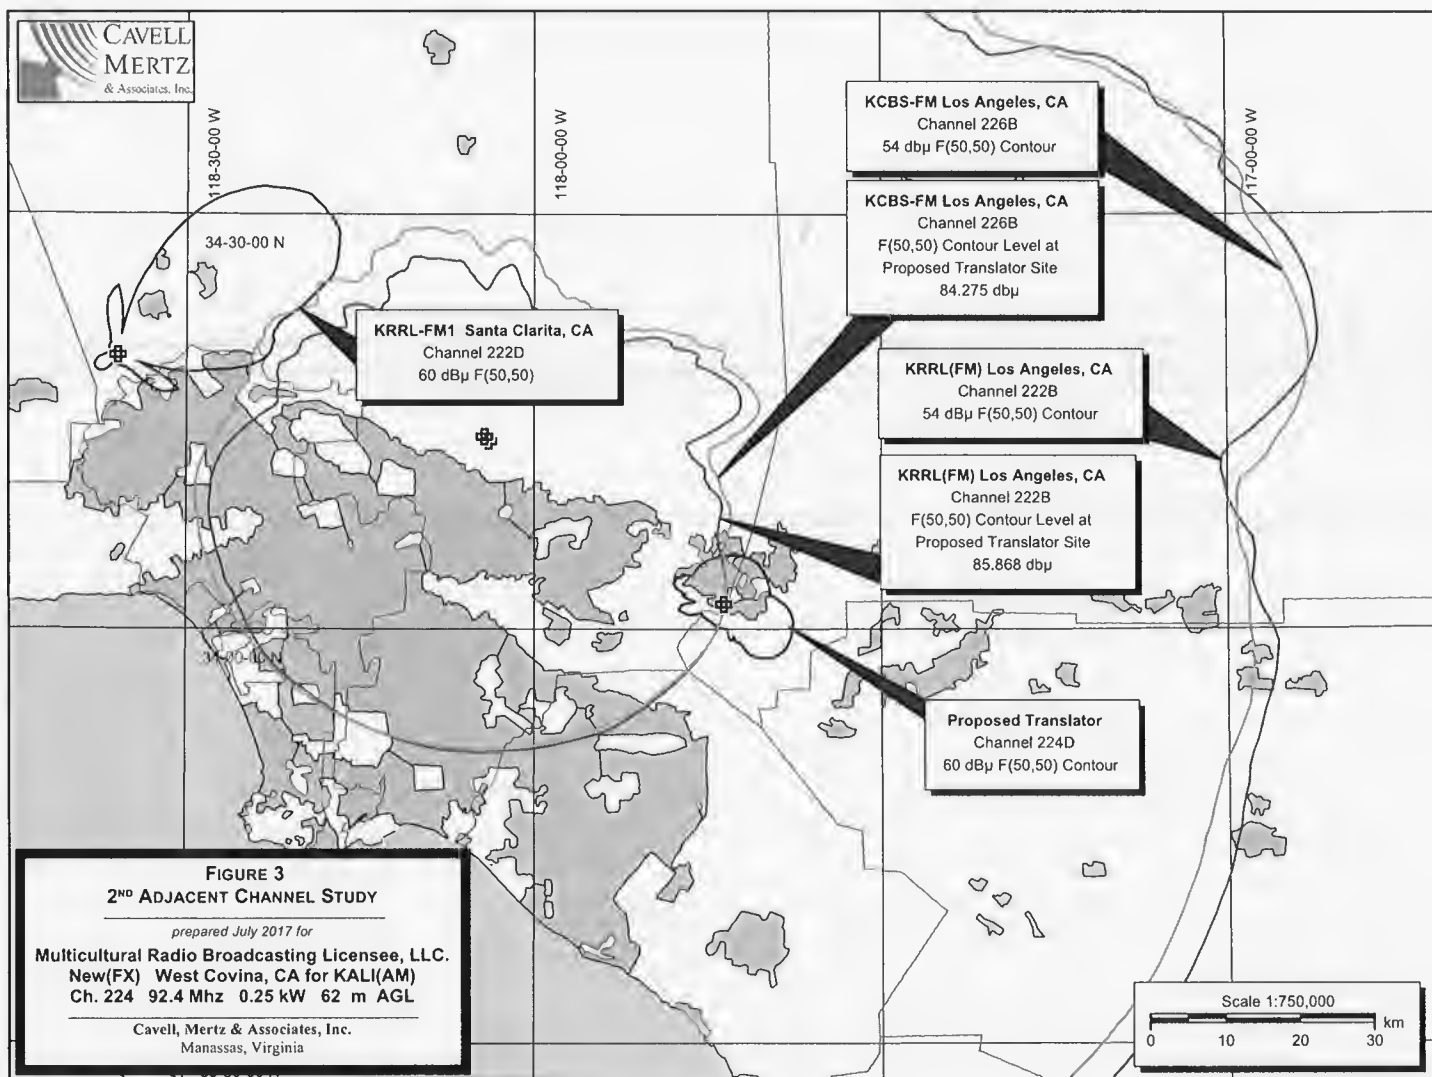 CAVELL
MERTZ
& Associates, Inc.
118-30-00 W
118-00-00 W
117-00-00 W
34-30-00 N
KCBS-FM Los Angeles, CA
Channel 226B
54 dbμ F(50,50) Contour
KCBS-FM Los Angeles, CA
Channel 226B
F(50,50) Contour Level at
Proposed Translator Site
84.275 dbμ
KRRL-FM1 Santa Clarita, CA
Channel 222D
60 dBμ F(50,50)
KRRL(FM) Los Angeles, CA
Channel 222B
54 dBμ F(50,50) Contour
KRRL(FM) Los Angeles, CA
Channel 222B
F(50,50) Contour Level at
Proposed Translator Site
85.868 dbμ
34-00-00 N
Proposed Translator
Channel 224D
60 dBμ F(50,50) Contour
FIGURE 3
2ND ADJACENT CHANNEL STUDY
prepared July 2017 for
Multicultural Radio Broadcasting Licensee, LLC.
New(FX) West Covina, CA for KALI(AM)
Ch. 224 92.4 Mhz 0.25 kW 62 m AGL
Cavell, Mertz & Associates, Inc.
Manassas, Virginia
Scale 1:750,000
km
0 10 20 30